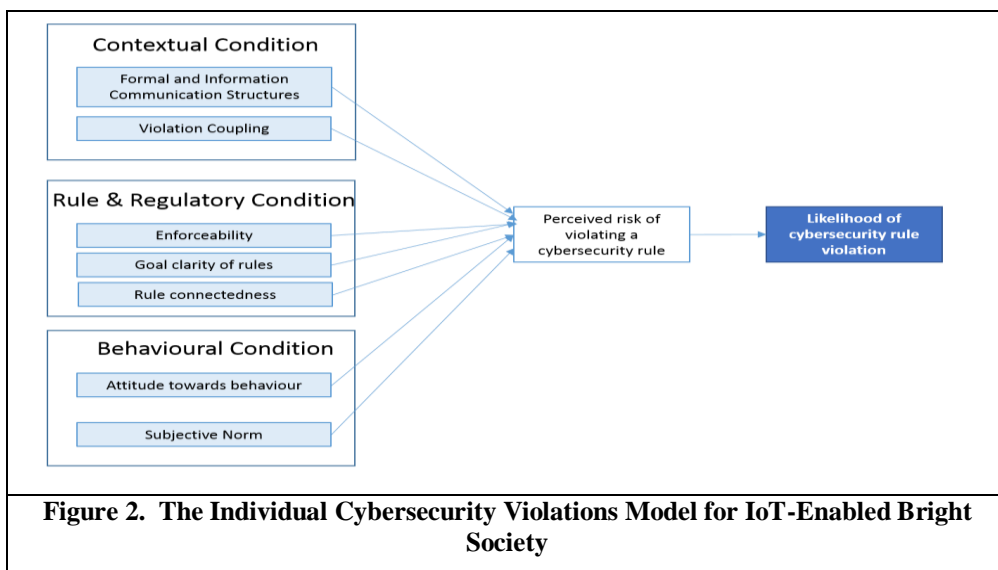 Contextual Condition
Formal and Information
Communication Structures
Violation Coupling
Rule & Regulatory Condition
Enforceability
Goal clarity of rules
Rule connectedness
Behavioural Condition
Attitude towards behaviour
Subjective Norm
Perceived risk of
violating a
cybersecurity rule
Likelihood of
cybersecurity rule
violation
Figure 2. The Individual Cybersecurity Violations Model for IoT-Enabled Bright
Society